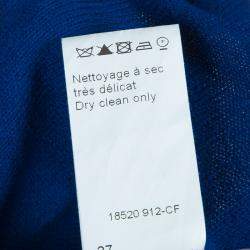 Nettoyage à sec
très délicat
Dry clean only
18520 912-CF